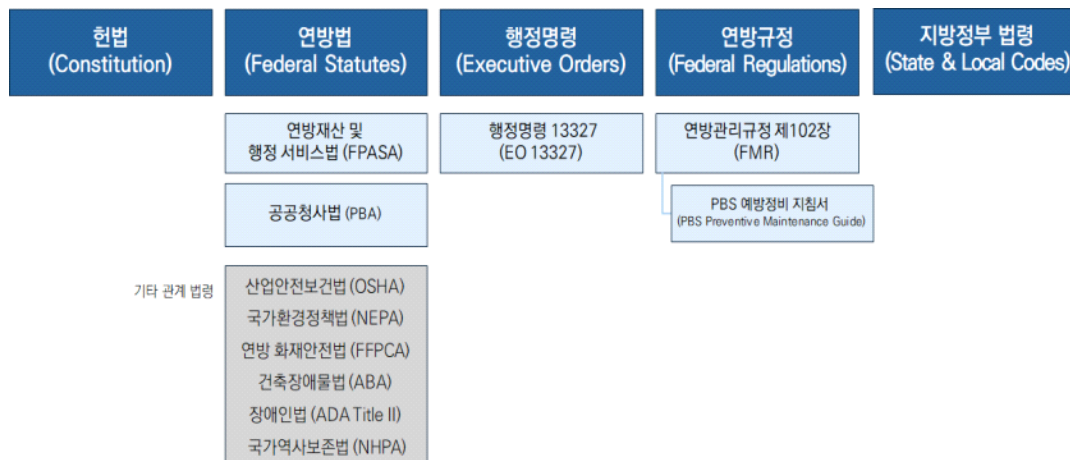 헌법
(Constitution)
연방법
(Federal Statutes)
행정명령
(Executive Orders)
연방규정
(Federal Regulations)
지방정부 법령
(State & Local Codes)
연방재산 및
행정 서비스법 (FPASA)
행정명령 13327
(EO 13327)
연방관리규정 제102장
(FMR)
공공청사법 (PBA)
PBS 예방정비 지침서
(PBS Preventive Maintenance Guide)
기타 관계 법령
산업안전보건법 (OSHA)
국가환경정책법 (NEPA)
연방 화재안전법 (FFPCA)
건축장애물법 (ABA)
장애인법 (ADA Title II)
국가역사보존법 (NHPA)